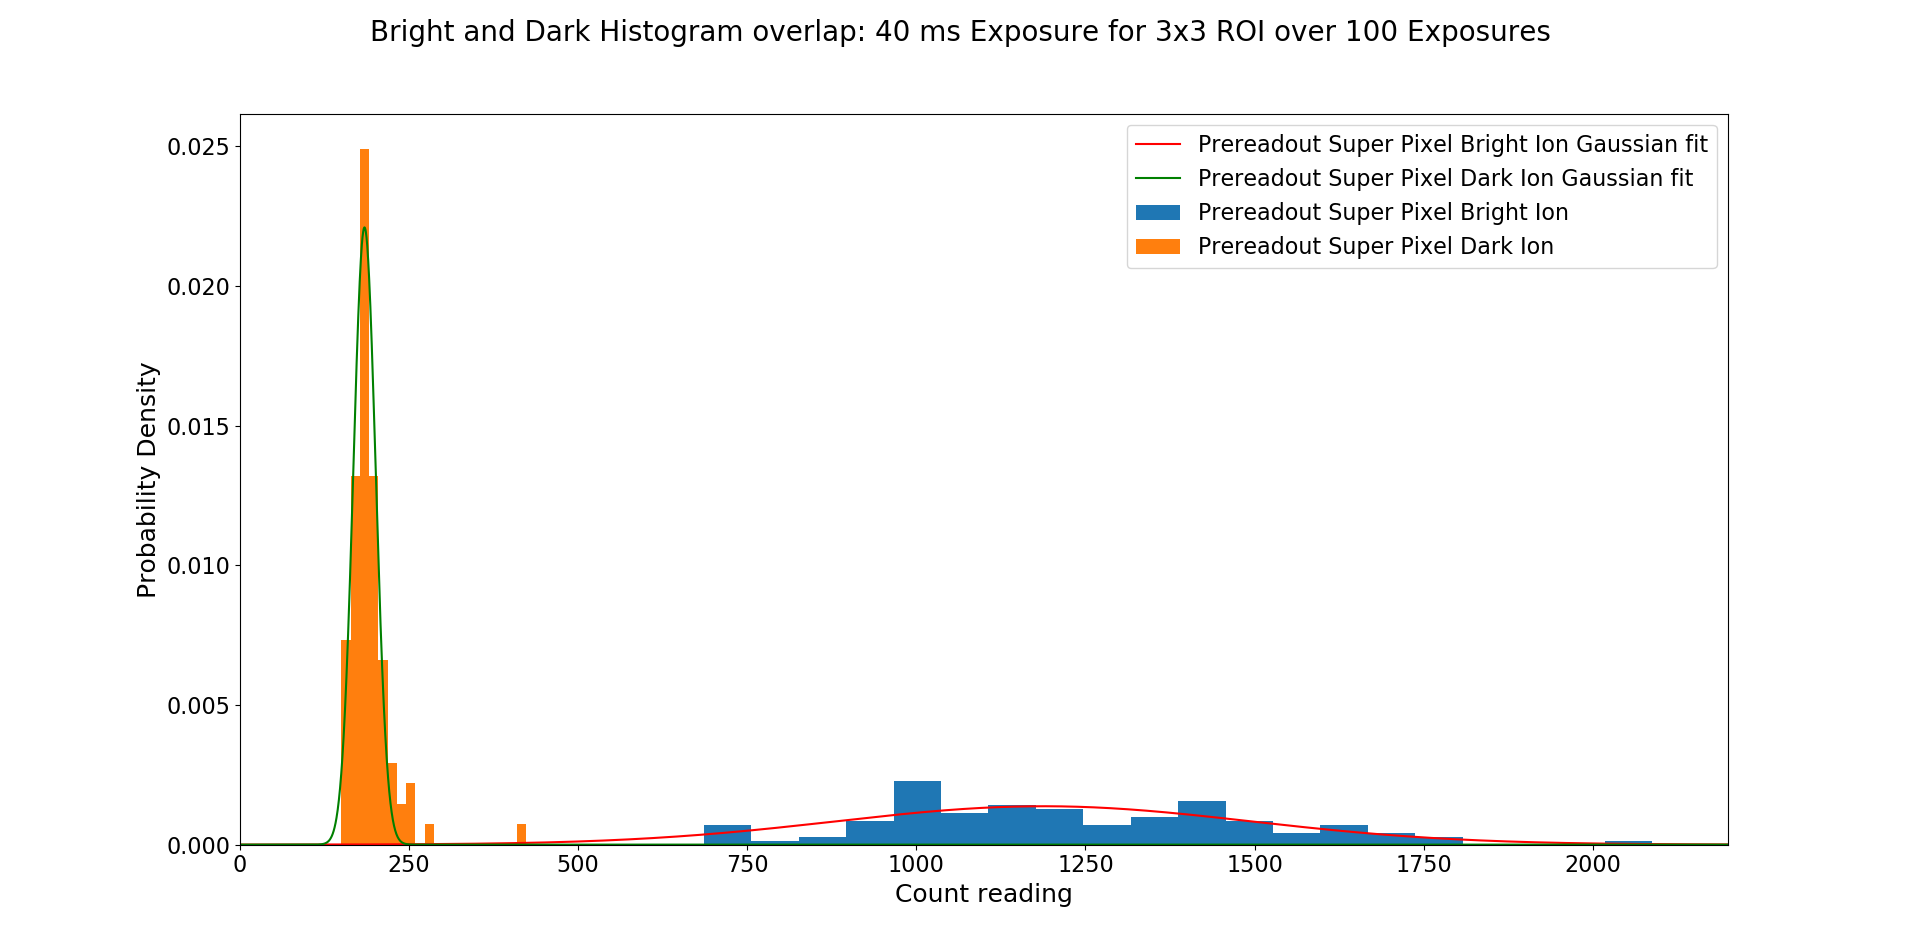 Bright and Dark Histogram overlap: 40 ms Exposure for 3x3 ROI over 100 Exposures
Prereadout Super Pixel Bright Ion Gaussian fit
Prereadout Super Pixel Dark Ion Gaussian fit
Prereadout Super Pixel Bright Ion
Prereadout Super Pixel Dark Ion
Probability Density
0.025
0.020
0.015
0.010
0.005
0.000
0 250 500 750 1000 1250 1500 1750 2000
Count reading